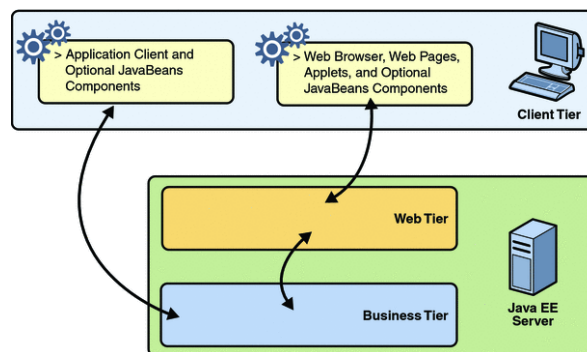 > Application Client and
Optional JavaBeans
Components
> Web Browser, Web Pages,
Applets, and Optional
JavaBeans Components
Client Tier
Web Tier
Java EE
Server
Business Tier